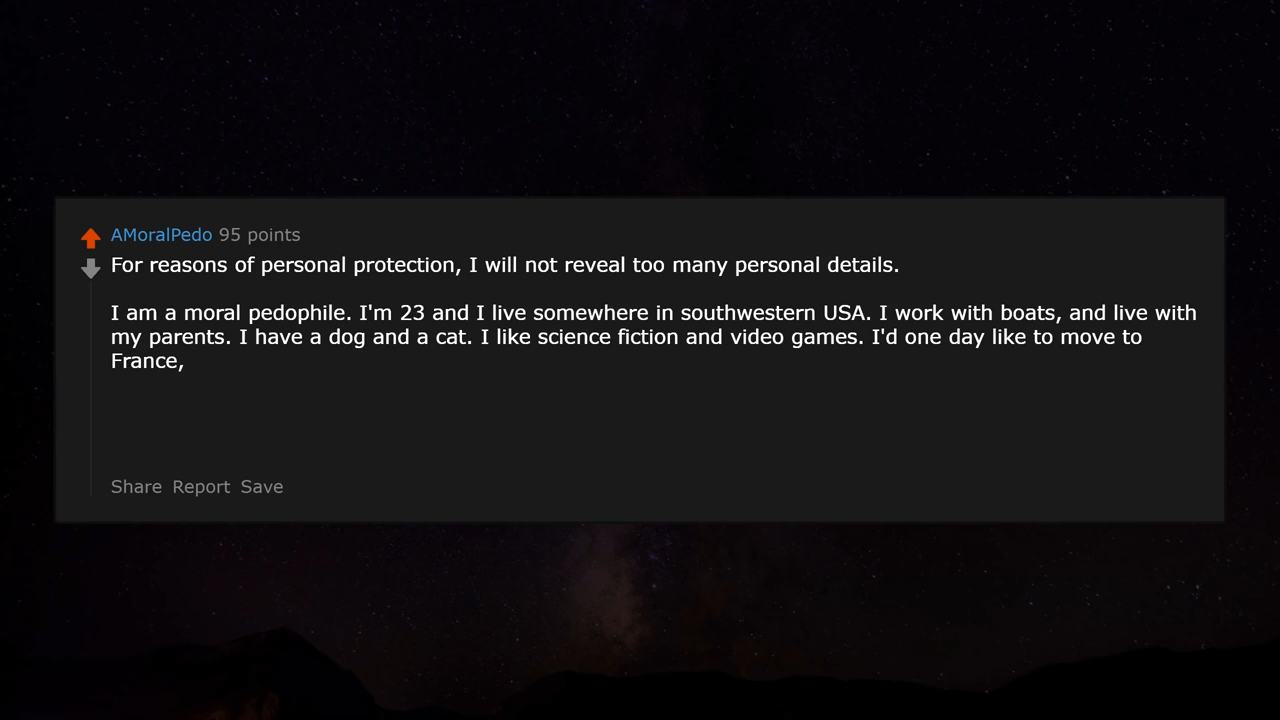 AMoralPedo 95 points
For reasons of personal protection, I will not reveal too many personal details.
I am a moral pedophile. I'm 23 and I live somewhere in southwestern USA. I work with boats, and live with
my parents. I have a dog and a cat. I like science fiction and video games. I'd one day like to move to
France,
Share Report Save